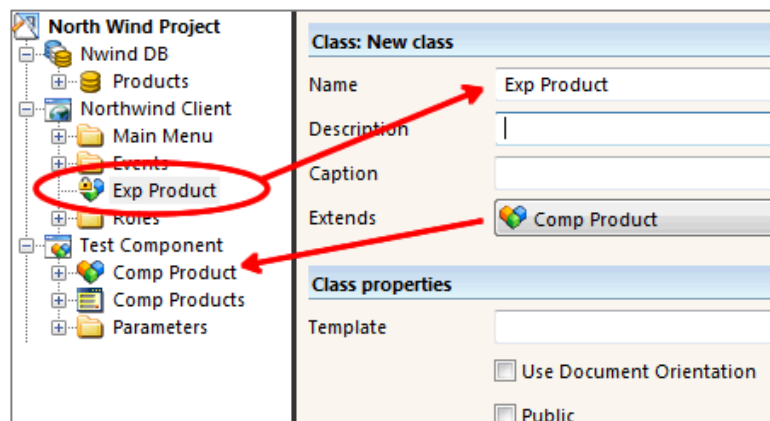 North Wind Project
Nwind DB
Products
Northwind Client
Main Menu
Events
Exp Product
Roles
Test Component
Comp Product
Comp Products
Parameters
Class: New class
Name
Exp Product
Description
Caption
Extends
Comp Product
Class properties
Template
Use Document Orientation
Public